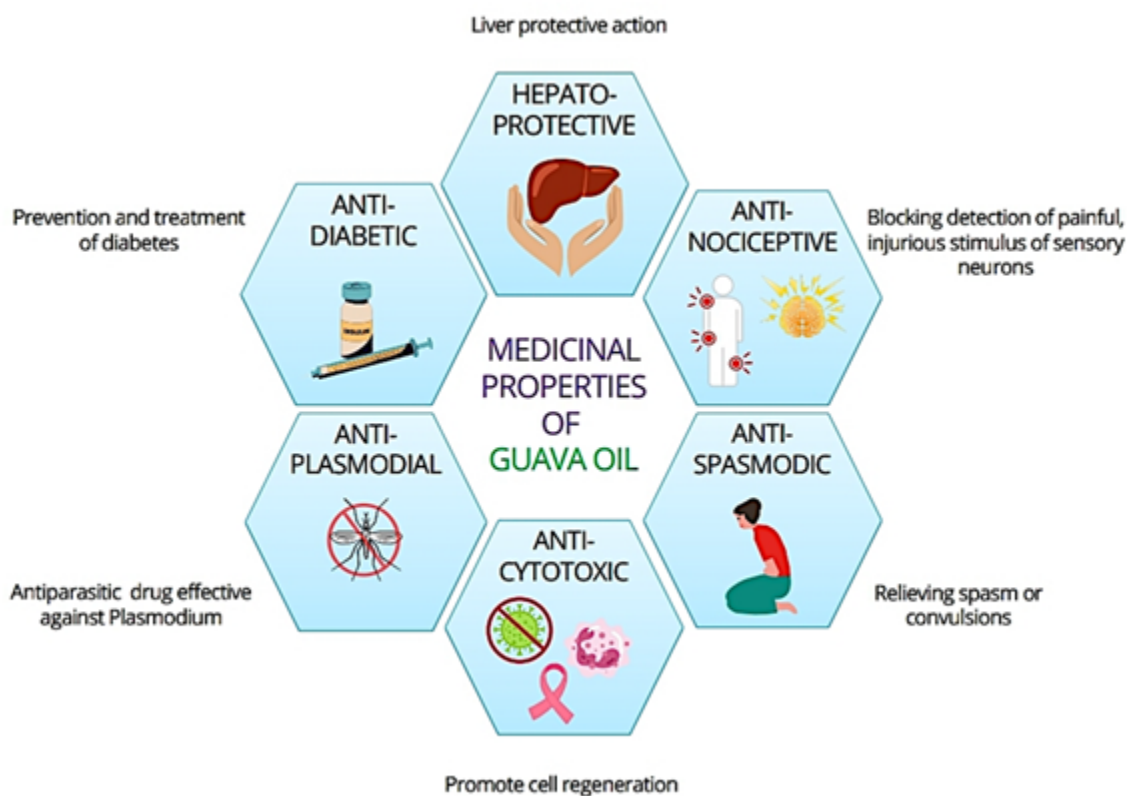 Liver protective action
HEPATO-
PROTECTIVE
Prevention and treatment
of diabetes
ANTI-
DIABETIC
ANTI-
NOCICEPTIVE
Blocking detection of painful,
injurious stimulus of sensory
neurons
MEDICINAL
PROPERTIES
OF
GUAVA OIL
ANTI-
PLASMODIAL
ANTI-
SPASMODIC
Antiparasitic drug effective
against Plasmodium
ANTI-
CYTOTOXIC
Relieving spasm or
convulsions
Promote cell regeneration